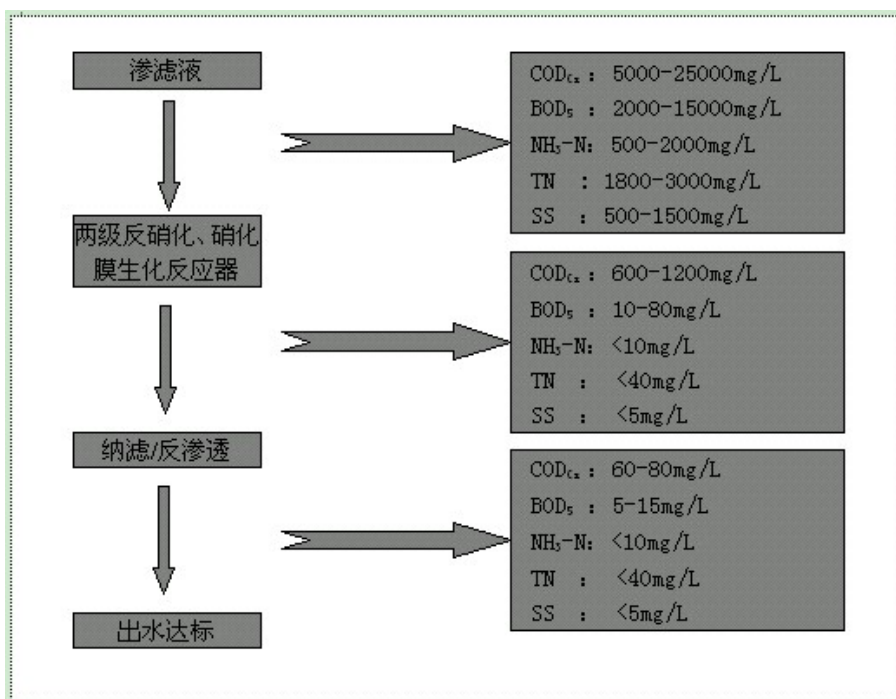 渗滤液
COD_Cr： 5000-25000mg/L
BOD₅ ： 2000-15000mg/L
NH₃-N： 500-2000mg/L
TN ： 1800-3000mg/L
SS ： 500-1500mg/L
两级反硝化、硝化
膜生化反应器
COD_Cr： 600-1200mg/L
BOD₅ ： 10-80mg/L
NH₃-N： <10mg/L
TN ： <40mg/L
SS ： <5mg/L
纳滤/反渗透
COD_Cr： 60-80mg/L
BOD₅ ： 5-15mg/L
NH₃-N： <10mg/L
TN ： <40mg/L
SS ： <5mg/L
出水达标